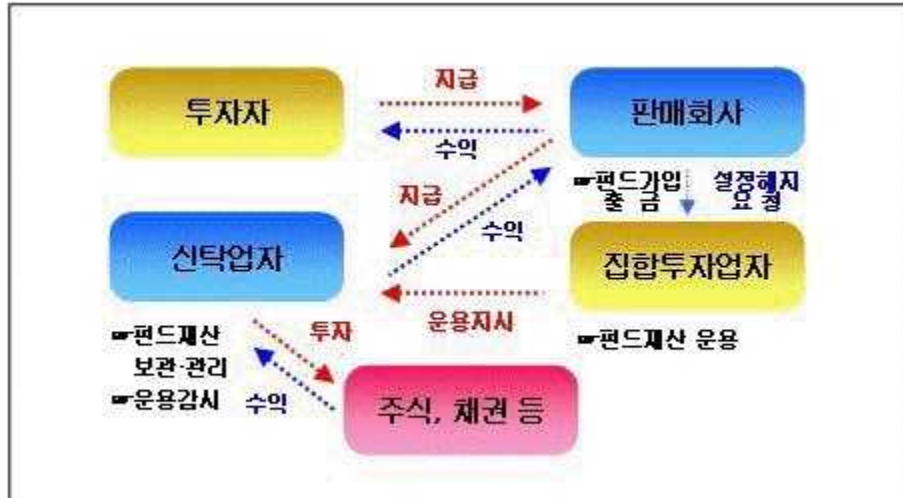 지급
투자자
판매회사
수익
☞펀드가입 설정해지
출 금 요 청
지급
수익
신탁업자
집합투자업자
운용지시
☞펀드재산
보관·관리
☞운용감시
투자
☞펀드재산 운용
수익
주식, 채권 등